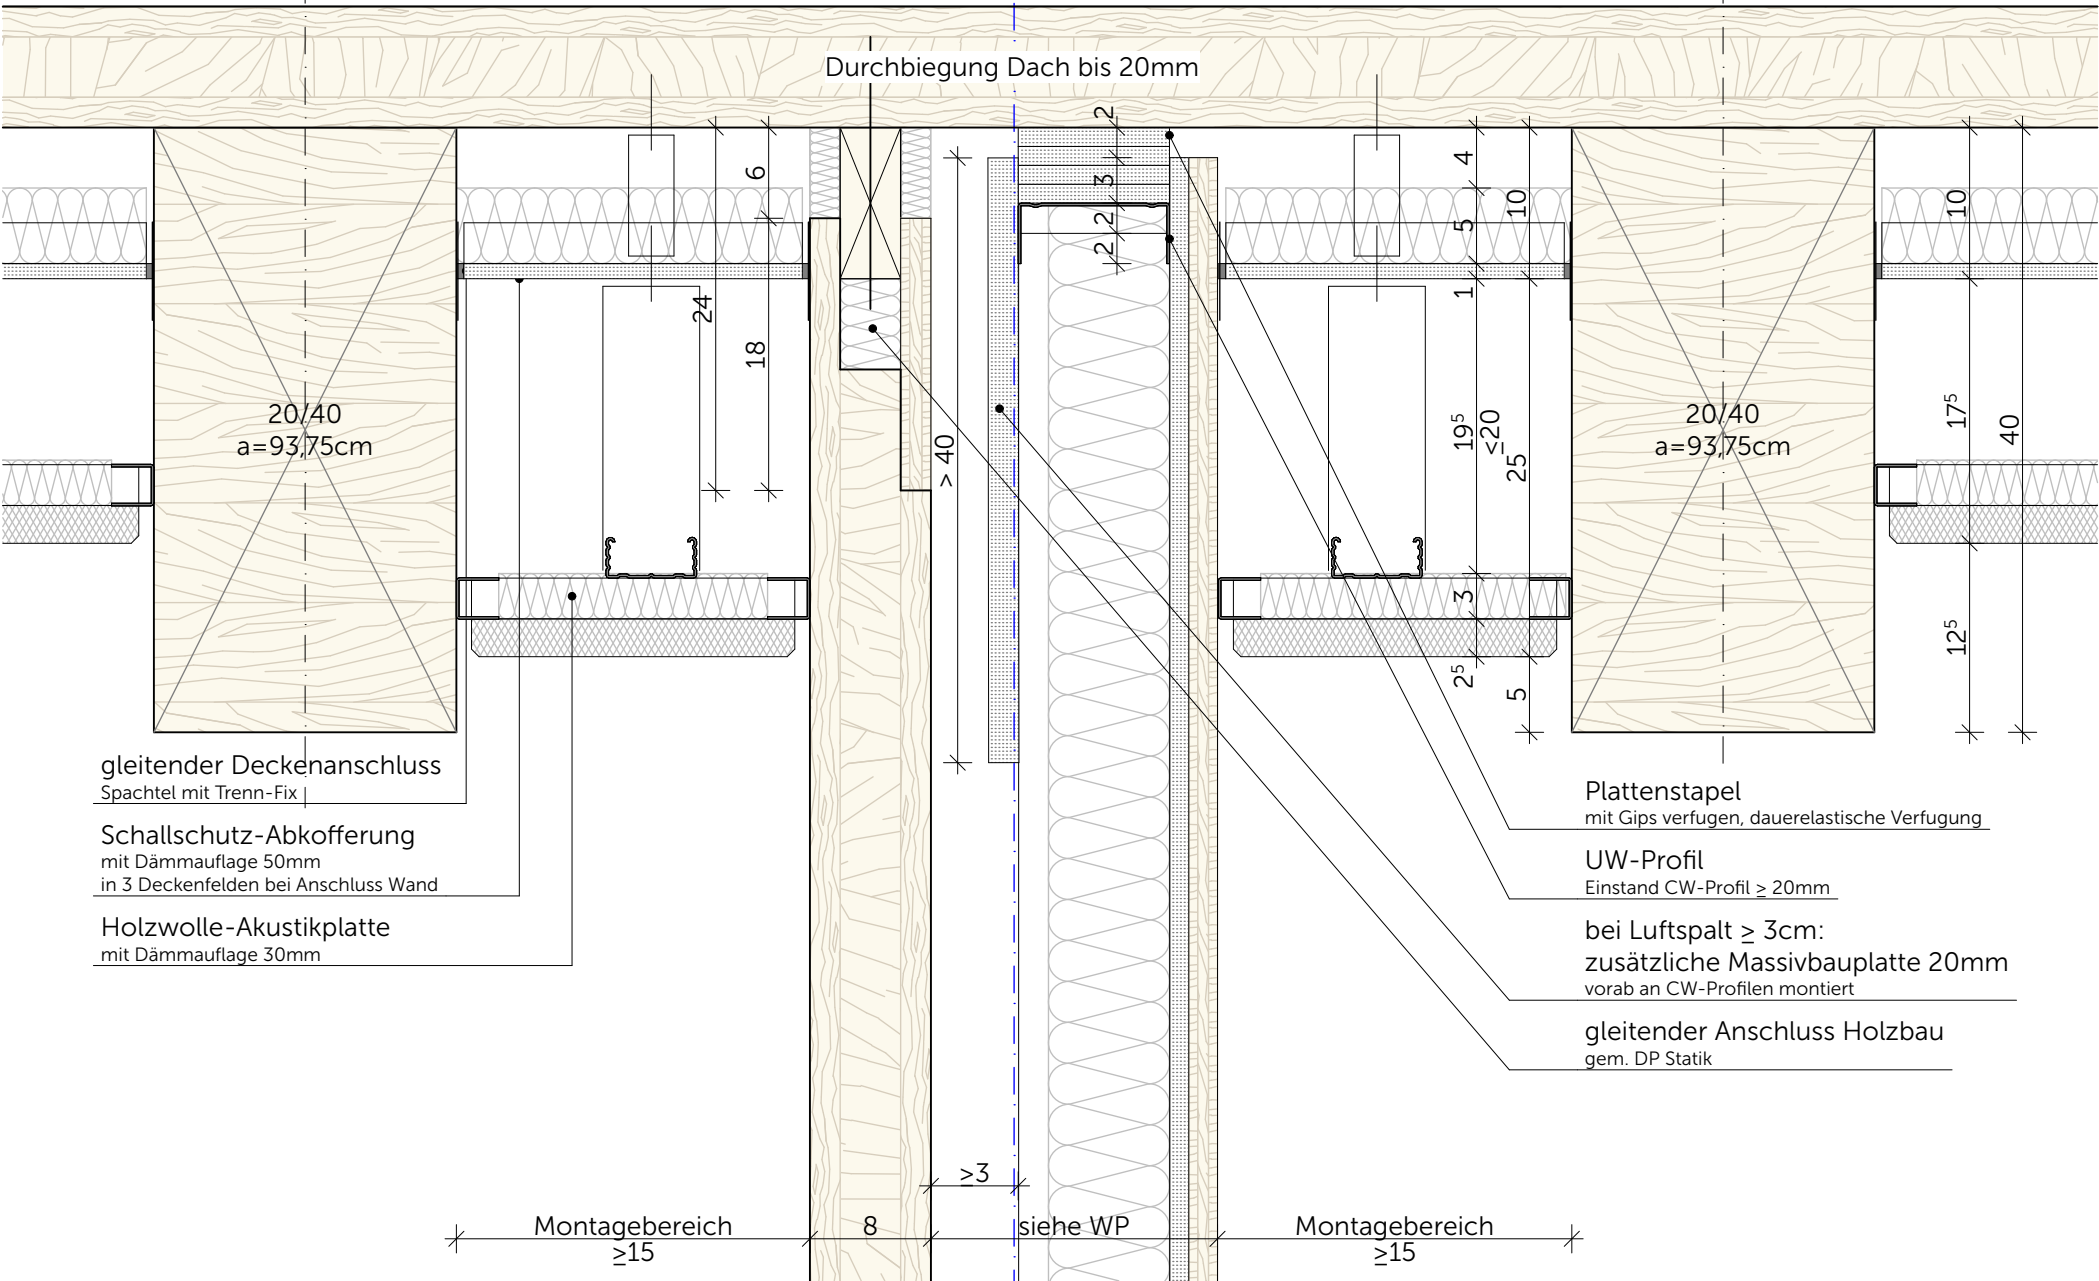 Durchbiegung Dach bis 20mm
2
3
2
2
6
18
24
> 40
4
5
1
19⁵
≤20
3
2⁵
10
25
5
10
17⁵
12⁵
40
20/40
a=93,75cm
20/40
a=93,75cm
gleitender Deckenanschluss
Spachtel mit Trenn-Fix
Schallschutz-Abkofferung
mit Dämmauflage 50mm
in 3 Deckenfelden bei Anschluss Wand
Holzwolle-Akustikplatte
mit Dämmauflage 30mm
Plattenstapel
mit Gips verfugen, dauerelastische Verfugung
UW-Profil
Einstand CW-Profil ≥ 20mm
bei Luftspalt ≥ 3cm:
zusätzliche Massivbauplatte 20mm
vorab an CW-Profilen montiert
gleitender Anschluss Holzbau
gem. DP Statik
≥3
Montagebereich
≥15
8
siehe WP
Montagebereich
≥15